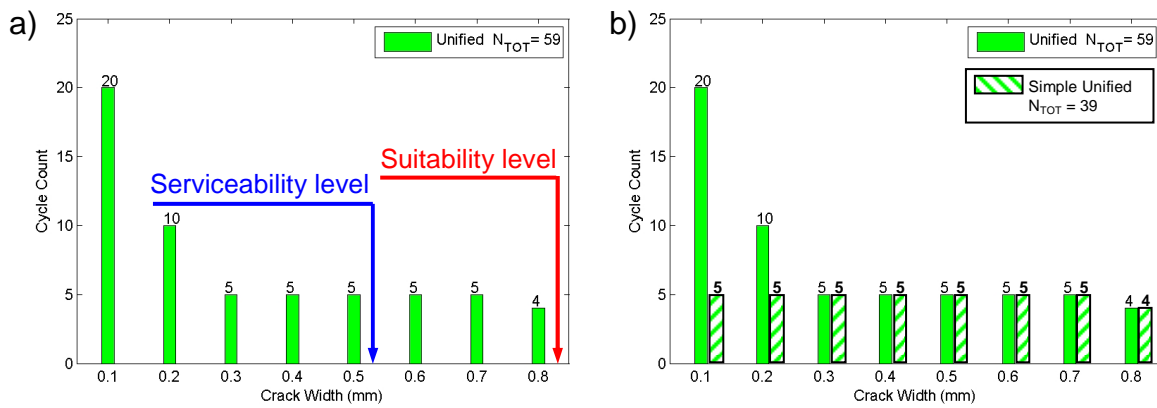 a)
Unified N_TOT = 59
25
20
15
10
5
0
Cycle Count
20
10
5
5
5
5
5
4
Serviceability level
Suitability level
0.1 0.2 0.3 0.4 0.5 0.6 0.7 0.8
Crack Width (mm)
b)
Unified N_TOT = 59
Simple Unified
N_TOT = 39
25
20
15
10
5
0
Cycle Count
20
5
10
5
5 5
5 5
5 5
5 5
5 5
4 4
0.1 0.2 0.3 0.4 0.5 0.6 0.7 0.8
Crack Width (mm)